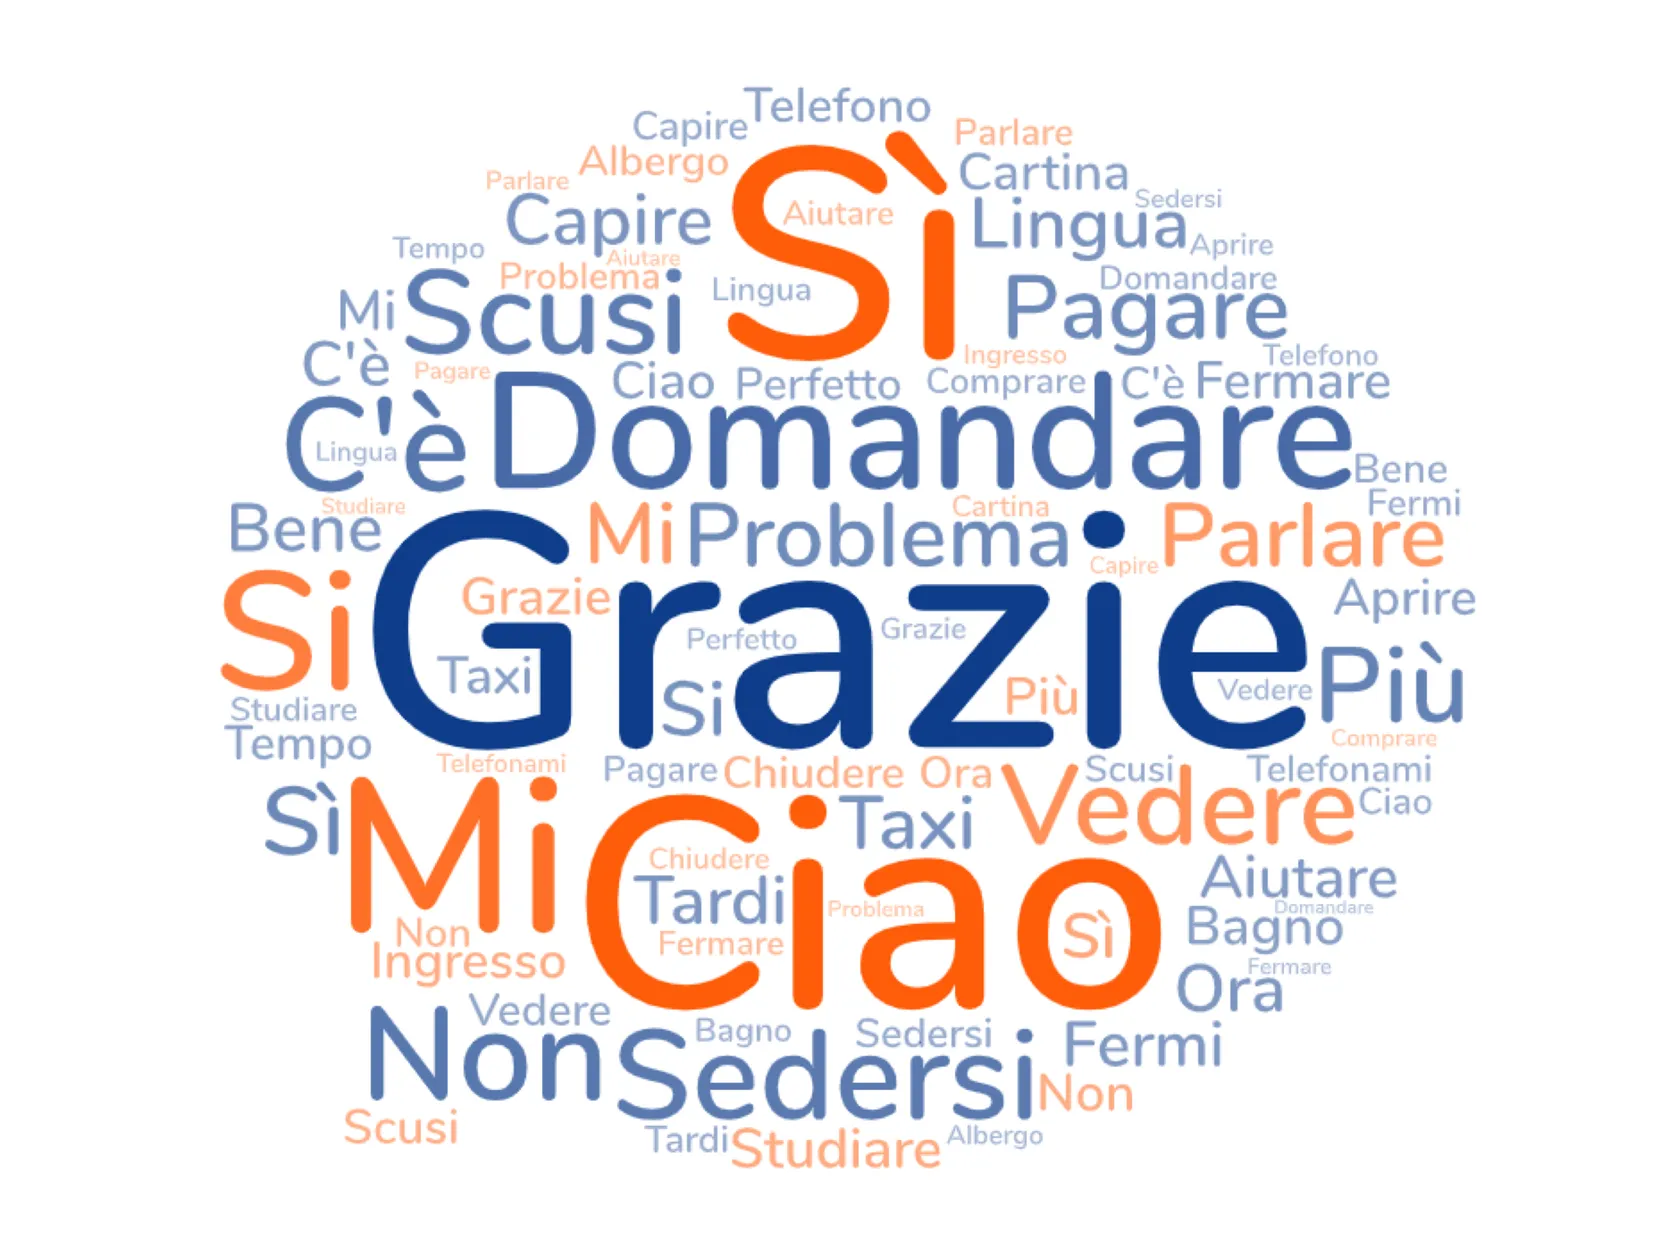 Telefono
Capire
Parlare
Albergo
Sì
Cartina
Parlare
Sedersi
Capire
Aiutare
Lingua
Tempo
Aprire
Aiutare
Problema
Domandare
Lingua
Mi
Scusi
Pagare
Ingresso
Telefono
C'è
Pagare
Ciao
Perfetto
Comprare
C'è
Fermare
C'è
Domandare
Lingua
Bene
Studiare
Fermi
Cartina
Bene
Mi
Problema
Parlare
Capire
Si
Grazie
Grazie
Aprire
Perfetto
Grazie
Taxi
Più
Vedere
Più
Si
Studiare
Tempo
Comprare
Telefonami
Pagare
Chiudere
Ora
Scusi
Telefonami
Sì
Mi
Taxi
Vedere
Ciao
Ciao
Chiudere
Aiutare
Tardi
Problema
Domandare
Non
Fermare
Sì
Bagno
Ingresso
Fermare
Ora
Vedere
Non
Bagno
Sedersi
Fermi
Sedersi
Non
Scusi
Tardi
Studiare
Albergo